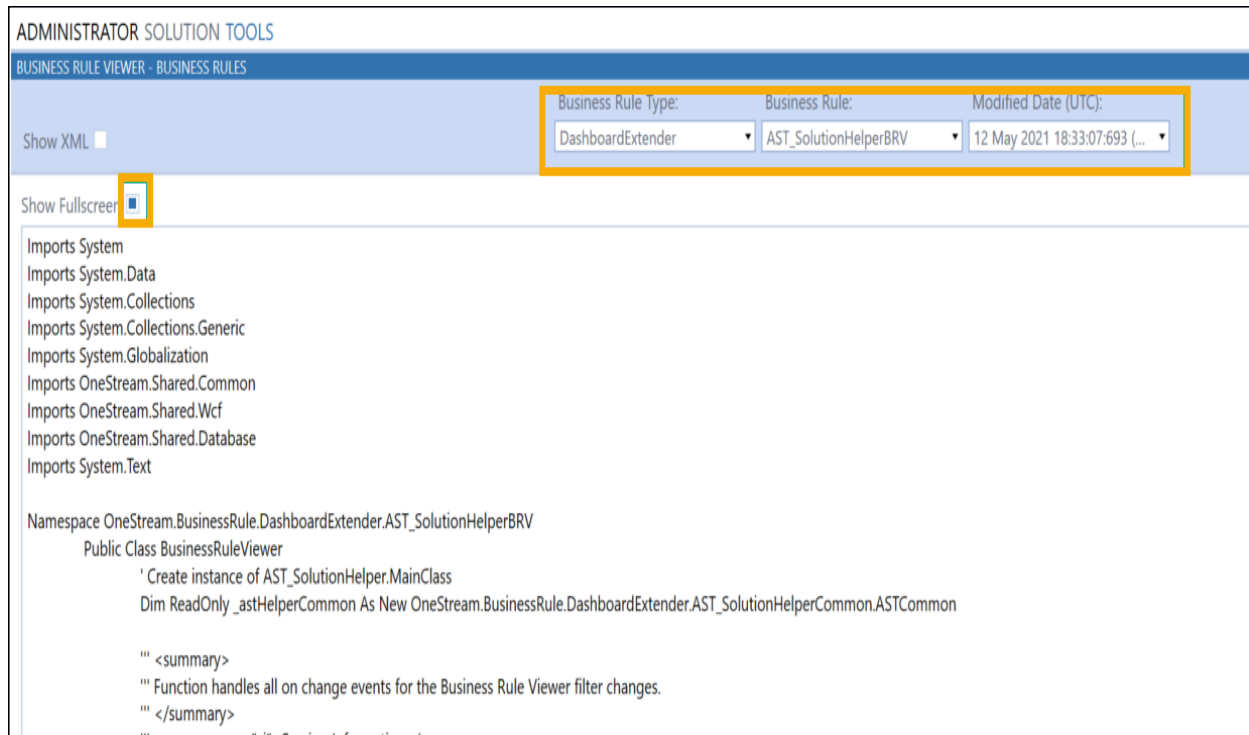 ADMINISTRATOR SOLUTION TOOLS
BUSINESS RULE VIEWER - BUSINESS RULES
Business Rule Type: Business Rule: Modified Date (UTC):
Show XML DashboardExtender AST_SolutionHelperBRV 12 May 2021 18:33:07:693 (...
Show Fullscreen
Imports System
Imports System.Data
Imports System.Collections
Imports System.Collections.Generic
Imports System.Globalization
Imports OneStream.Shared.Common
Imports OneStream.Shared.Wcf
Imports OneStream.Shared.Database
Imports System.Text
Namespace OneStream.BusinessRule.DashboardExtender.AST_SolutionHelperBRV
Public Class BusinessRuleViewer
' Create instance of AST_SolutionHelper.MainClass
Dim ReadOnly _astHelperCommon As New OneStream.BusinessRule.DashboardExtender.AST_SolutionHelperCommon.ASTCommon
''' <summary>
''' Function handles all on change events for the Business Rule Viewer filter changes.
''' </summary>